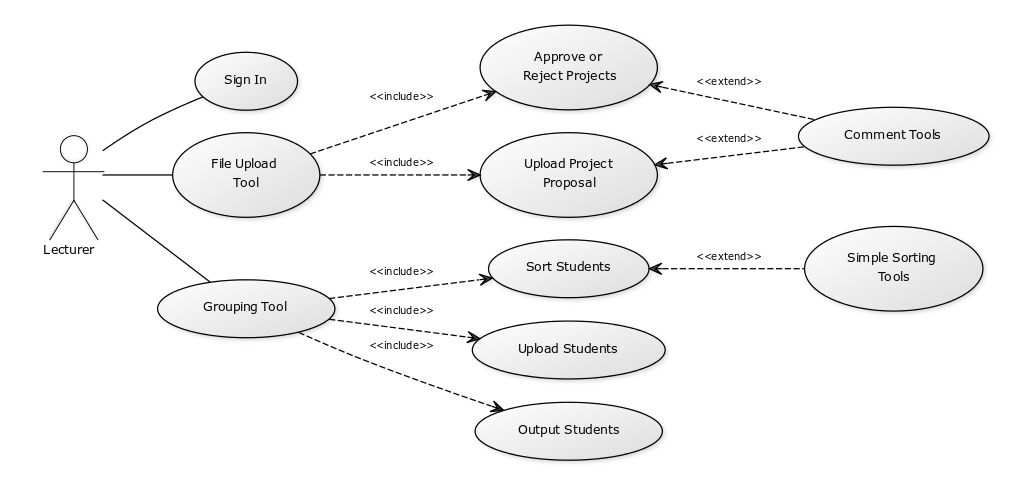 Sign In
Lecturer
File Upload
Tool
Grouping Tool
<<include>>
<<include>>
<<include>>
<<include>>
<<include>>
Approve or
Reject Projects
Upload Project
Proposal
Sort Students
Upload Students
Output Students
<<extend>>
<<extend>>
<<extend>>
Comment Tools
Simple Sorting
Tools